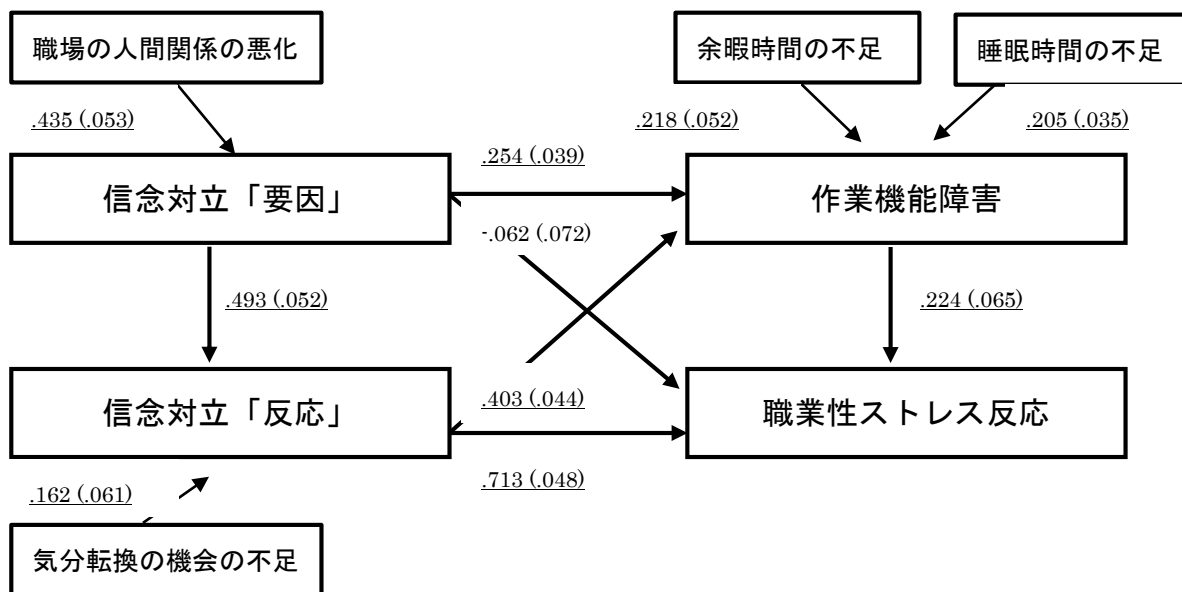 職場の人間関係の悪化
余暇時間の不足
睡眠時間の不足
.435 (.053)
.218 (.052)
.205 (.035)
.254 (.039)
信念対立「要因」
作業機能障害
-.062 (.072)
.493 (.052)
.224 (.065)
信念対立「反応」
.403 (.044)
職業性ストレス反応
.713 (.048)
.162 (.061)
気分転換の機会の不足